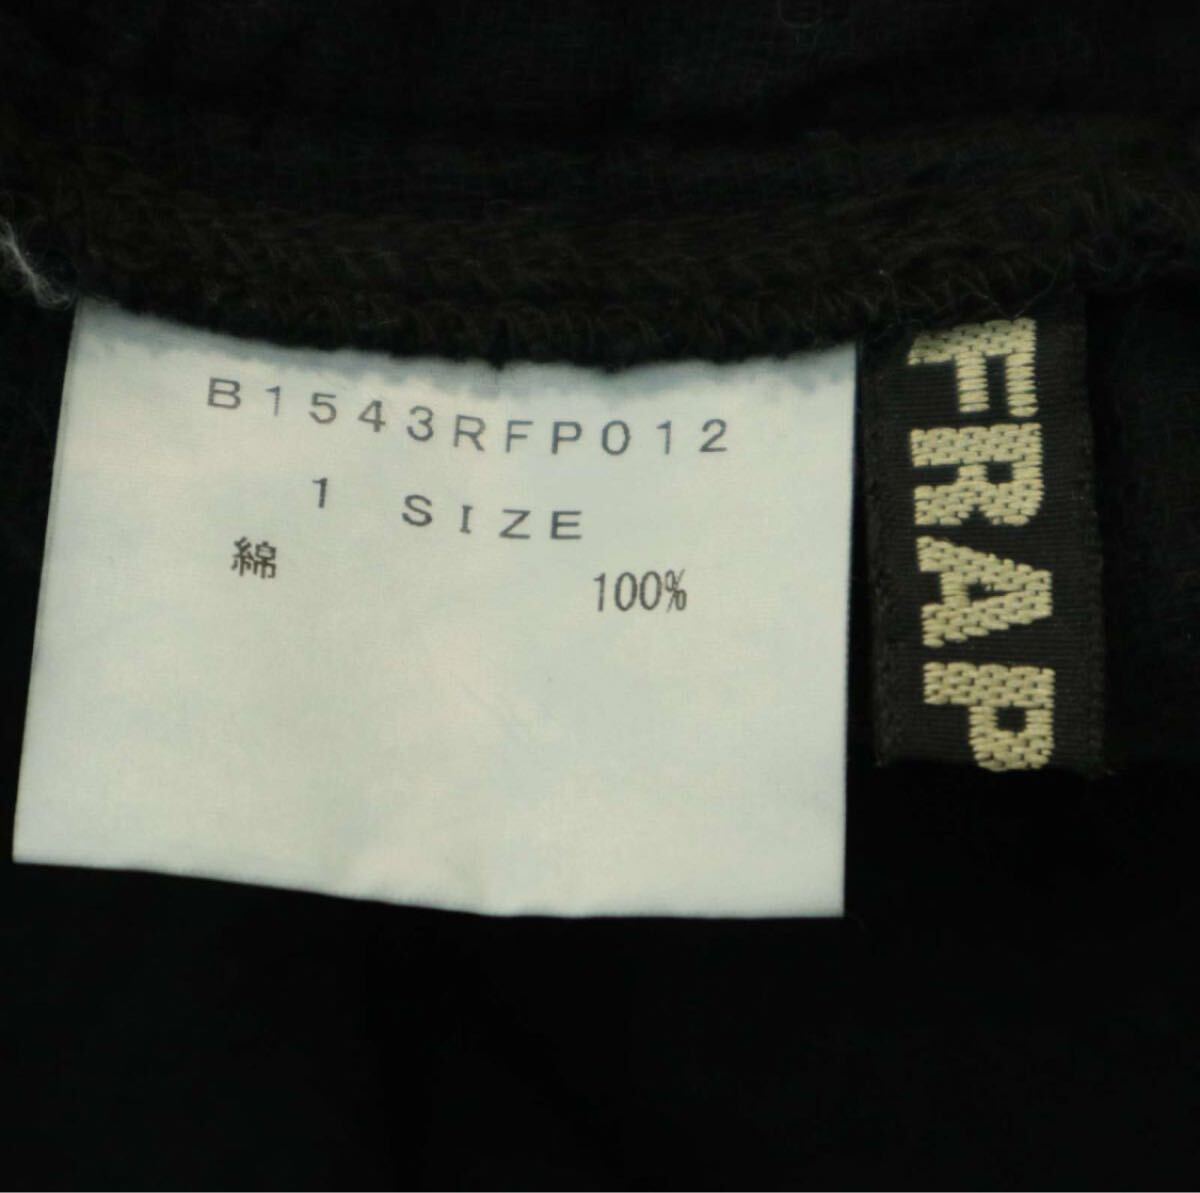 B1543RFP012
1 SIZE
綿 100%
FRAP